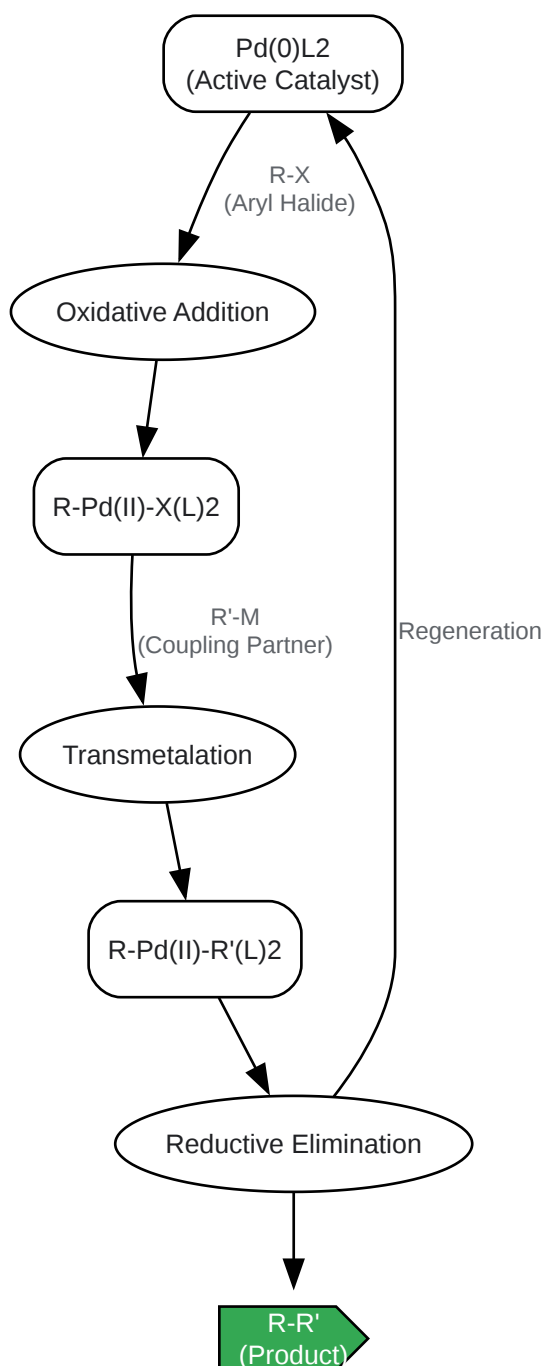 Pd(0)L2
(Active Catalyst)
R-X
(Aryl Halide)
Oxidative Addition
R-Pd(II)-X(L)2
R'-M
(Coupling Partner)
Regeneration
Transmetalation
R-Pd(II)-R'(L)2
Reductive Elimination
R-R'
(Product)